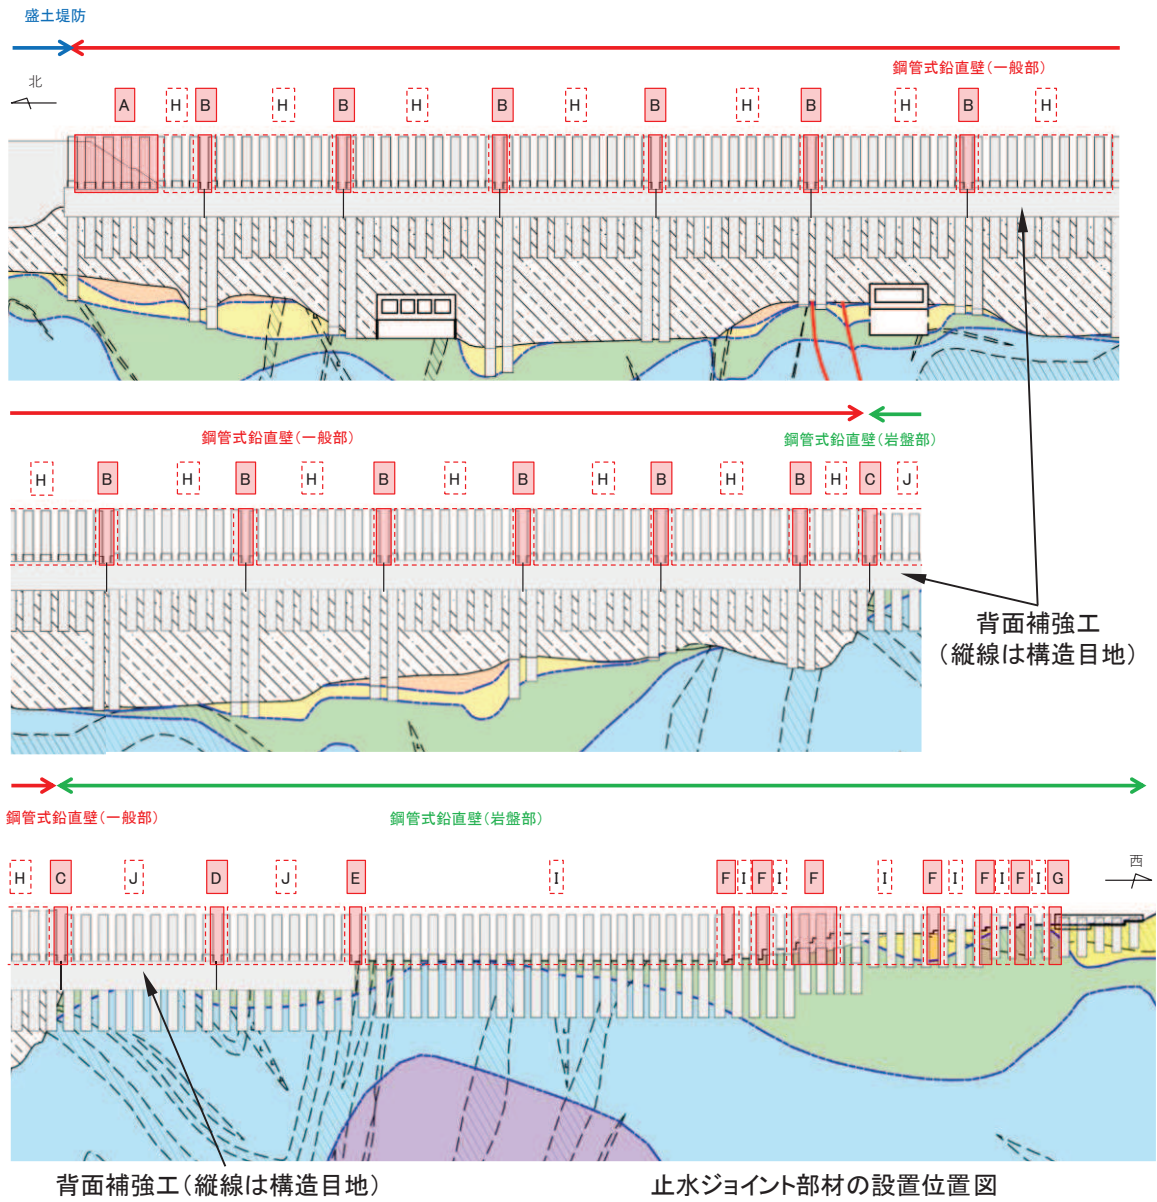 盛土堤防
鋼管式鉛直壁(一般部)
北
A H B H B H B H B H B H B H
鋼管式鉛直壁(一般部)
鋼管式鉛直壁(岩盤部)
H B H B H B H B H B H B H C J
背面補強工
(縦線は構造目地)
鋼管式鉛直壁(一般部)
鋼管式鉛直壁(岩盤部)
西
H C J D J E I F I F I F I F I F I F I G
背面補強工(縦線は構造目地)
止水ジョイント部材の設置位置図